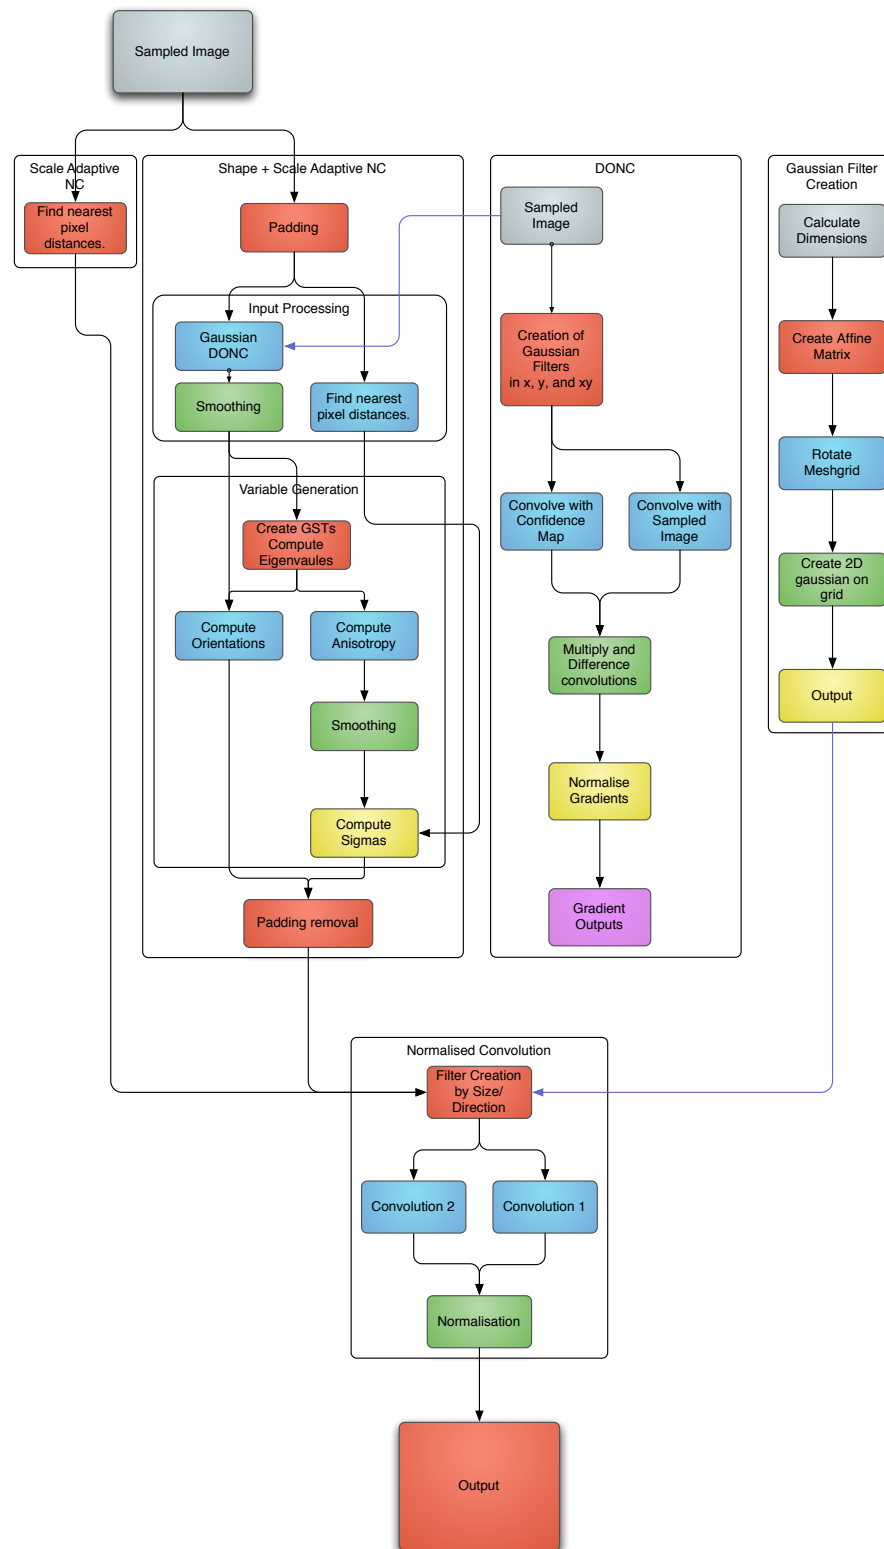 Sampled Image
Scale Adaptive
NC
Find nearest
pixel
distances.
Shape + Scale Adaptive NC
Padding
Input Processing
Gaussian
DONC
Smoothing
Find nearest
pixel distances.
Variable Generation
Create GSTs
Compute
Eigenvaules
Compute
Orientations
Compute
Anisotropy
Smoothing
Compute
Sigmas
Padding removal
DONC
Sampled
Image
Creation of
Gaussian
Filters
in x, y, and xy
Convolve with
Confidence
Map
Convolve with
Sampled
Image
Multiply and
Difference
convolutions
Normalise
Gradients
Gradient
Outputs
Gaussian Filter
Creation
Calculate
Dimensions
Create Affine
Matrix
Rotate
Meshgrid
Create 2D
gaussian on
grid
Output
Normalised Convolution
Filter Creation
by Size/
Direction
Convolution 2
Convolution 1
Normalisation
Output